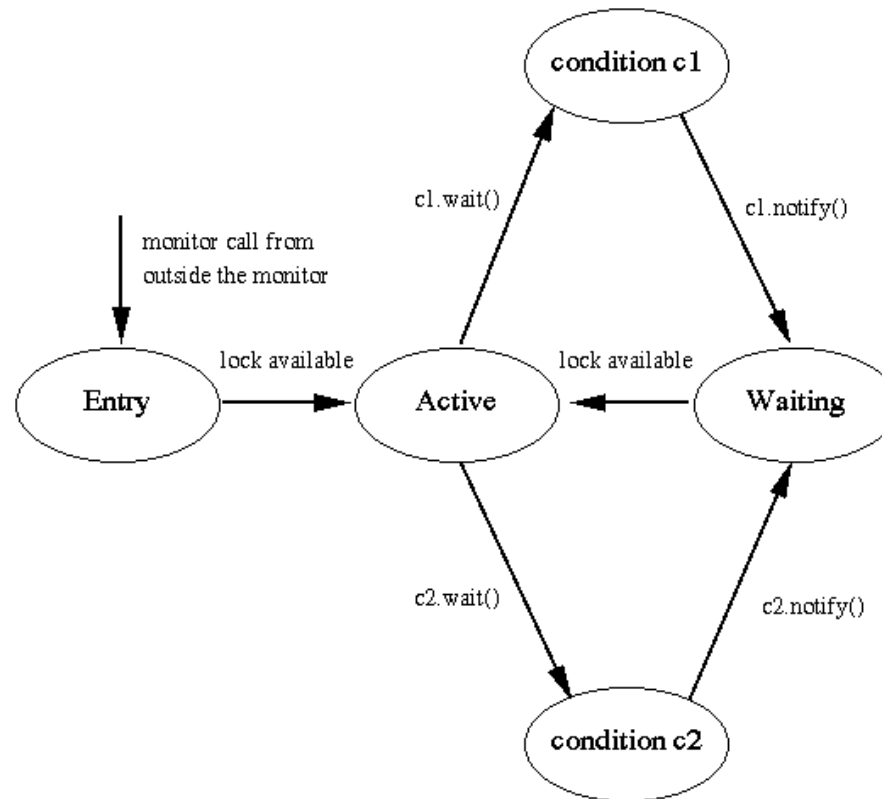 condition c1
c1.wait()
c1.notify()
monitor call from
outside the monitor
lock available
lock available
Entry
Active
Waiting
c2.wait()
c2.notify()
condition c2